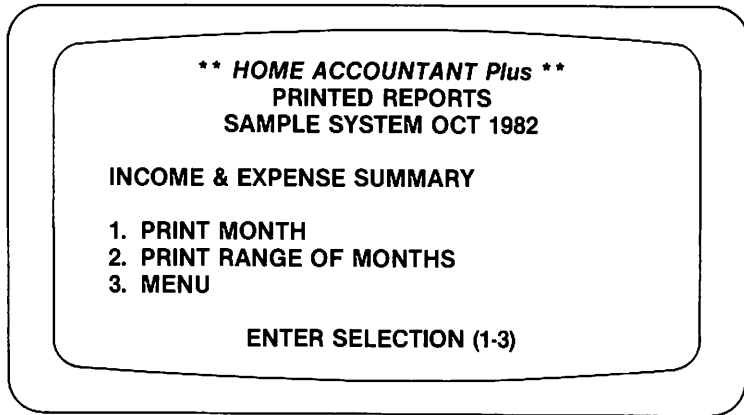 ** HOME ACCOUNTANT Plus **
PRINTED REPORTS
SAMPLE SYSTEM OCT 1982
INCOME & EXPENSE SUMMARY
1. PRINT MONTH
2. PRINT RANGE OF MONTHS
3. MENU
ENTER SELECTION (1-3)